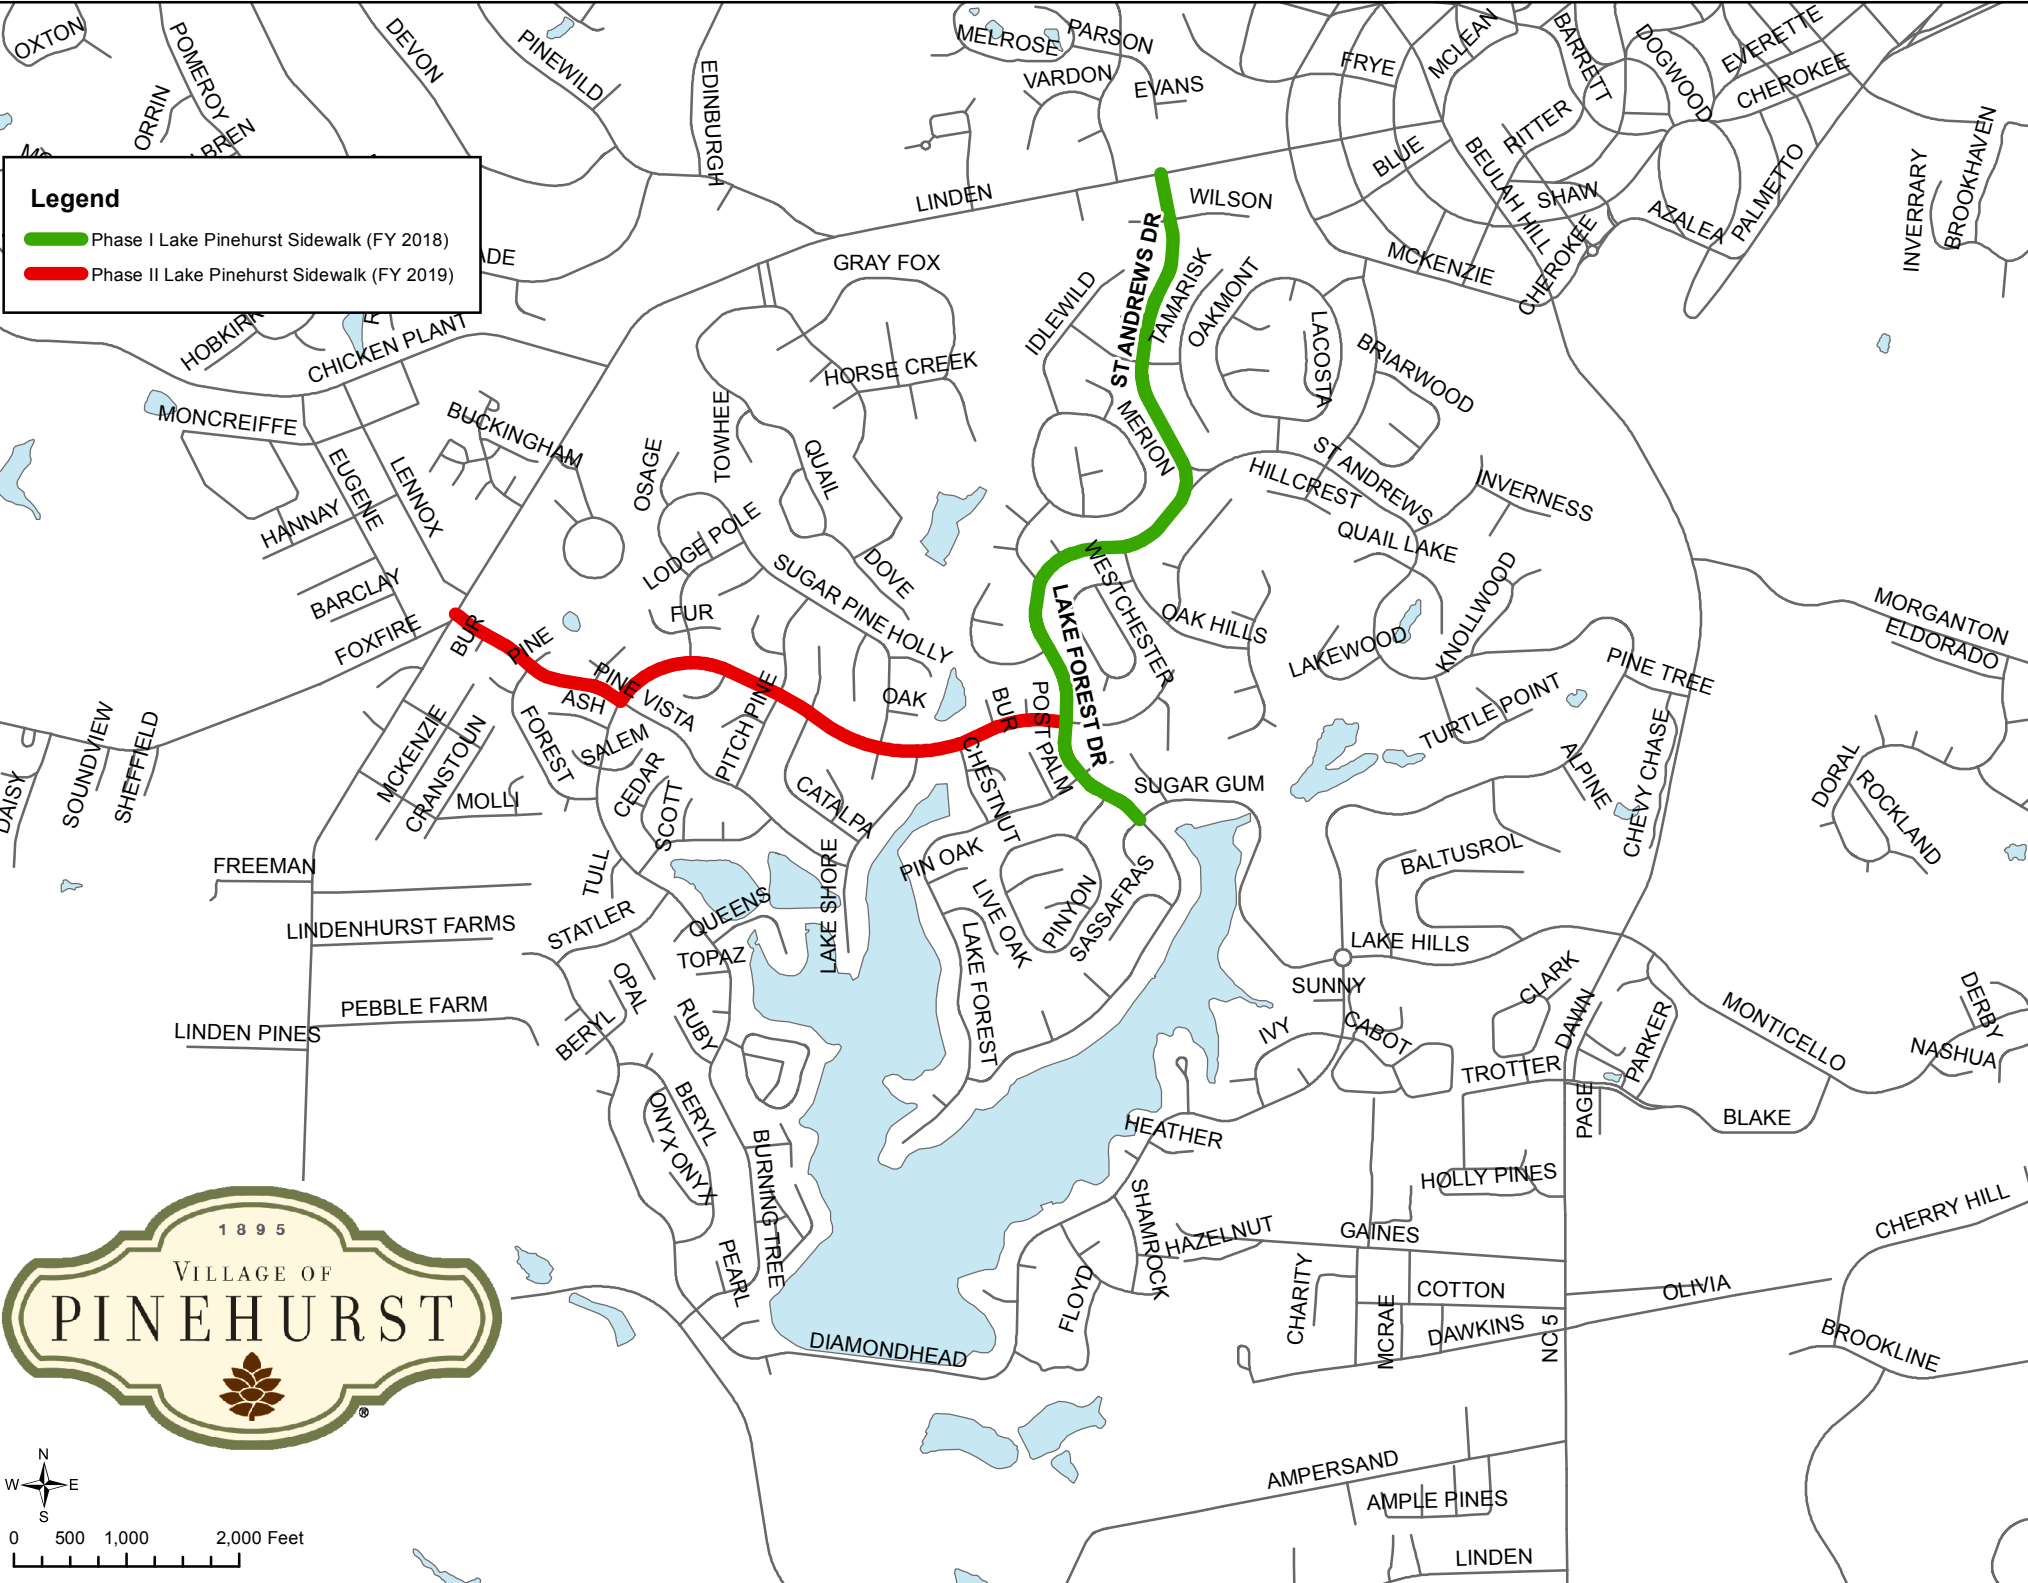 OXTON
POMEROY
DEVON
PINEWILD
EDINBURGH
MELROSE
PARSON
VARDON
EVANS
FRYE
MCLEAN
BARRETT
DOGWOOD
EVERETTE
CHEROKEE
ORRIN
RITTER
BLUE
BEULAH HILL
SHAW
AZALEA
PALMETTO
INVERRARY
BROOKHAVEN
Legend
Phase I Lake Pinehurst Sidewalk (FY 2018)
Phase II Lake Pinehurst Sidewalk (FY 2019)
LINDEN
WILSON
ST ANDREWS DR
MCKENZIE
CHEROKEE
GRAY FOX
IDLEWILD
TAMARISK
OAKMONT
LACOSTA
BRIARWOOD
HOBKIRK
CHICKEN PLANT
HORSE CREEK
MONCREIFFE
BUCKINGHAM
TOWHEE
OSAGE
QUAIL
MERION
ST ANDREWS
HILLCREST
INVERNESS
EUGENE
LENNOX
HANNAY
LODGE POLE
QUAIL LAKE
SUGAR PINE
DOVE
WESTCHESTER
KNOLLWOOD
BARCLAY
FUR
HOLLY
LAKE FOREST DR
OAK HILLS
LAKEWOOD
MORGANTON
ELDORADO
FOXFIRE
BUR
PINE
PINE VISTA
ASH
OAK
BUR
POST
PINE TREE
TURTLE POINT
SOUNDVIEW
SHEFFIELD
DAISY
MCKENZIE
CRANSTOUN
FOREST
SALEM
PITCH PINE
CEDAR
SCOTT
CATALPA
CHESTNUT
PALM
SUGAR GUM
ALPINE
CHEVY CHASE
DORAL
ROCKLAND
MOLLI
FREEMAN
TULL
LAKE SHORE
PIN OAK
LIVE OAK
PINYON
SASSAFRAS
BALTUSROL
LINDENHURST FARMS
STATLER
QUEENS
TOPAZ
LAKE FOREST
LAKE HILLS
SUNNY
CLARK
DAWN
PARKER
MONTICELLO
DERBY
NASHUA
PEBBLE FARM
LINDEN PINES
OPAL
BERYL
RUBY
IVY
CABOT
TROTTER
PAGE
BLAKE
BERYL
ONYX
ONYX
BURNING TREE
PEARL
HEATHER
SHAMROCK
HAZELNUT
GAINES
HOLLY PINES
CHERRY HILL
FLOYD
CHARITY
COTTON
MCRAE
DAWKINS
NC 5
OLIVIA
BROOKLINE
DIAMONDHEAD
1895
VILLAGE OF
PINEHURST
®
AMPERSAND
AMPLE PINES
LINDEN
N
W E
S
0 500 1,000 2,000 Feet